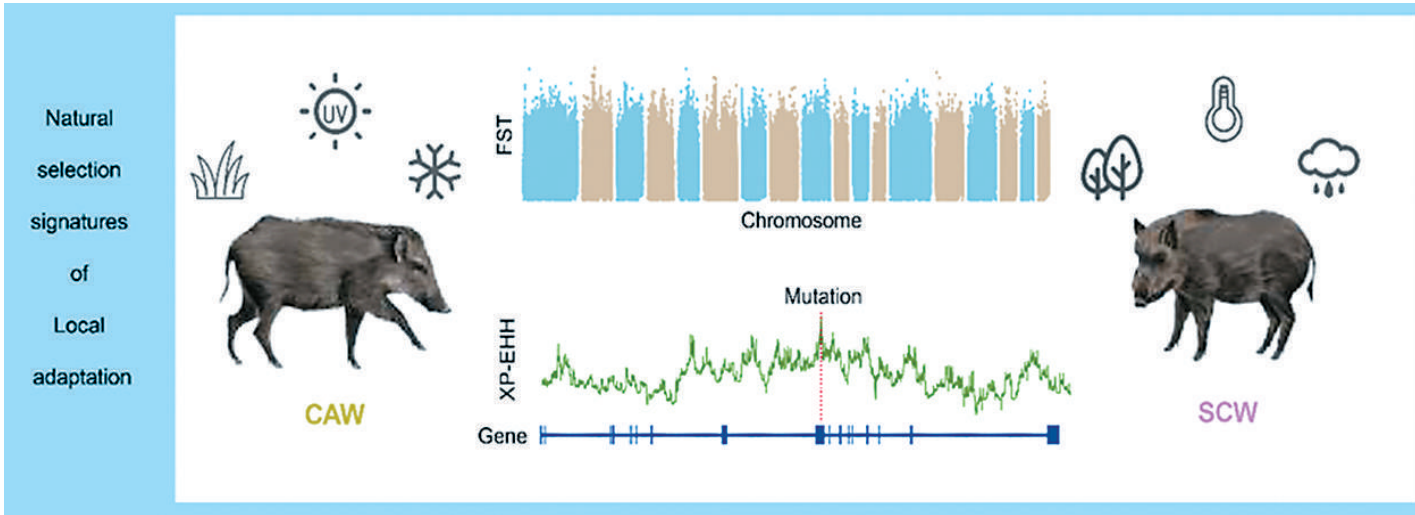 Natural
selection
signatures
of
Local
adaptation
UV
CAW
FST
Chromosome
Mutation
XP-EHH
Gene
SCW